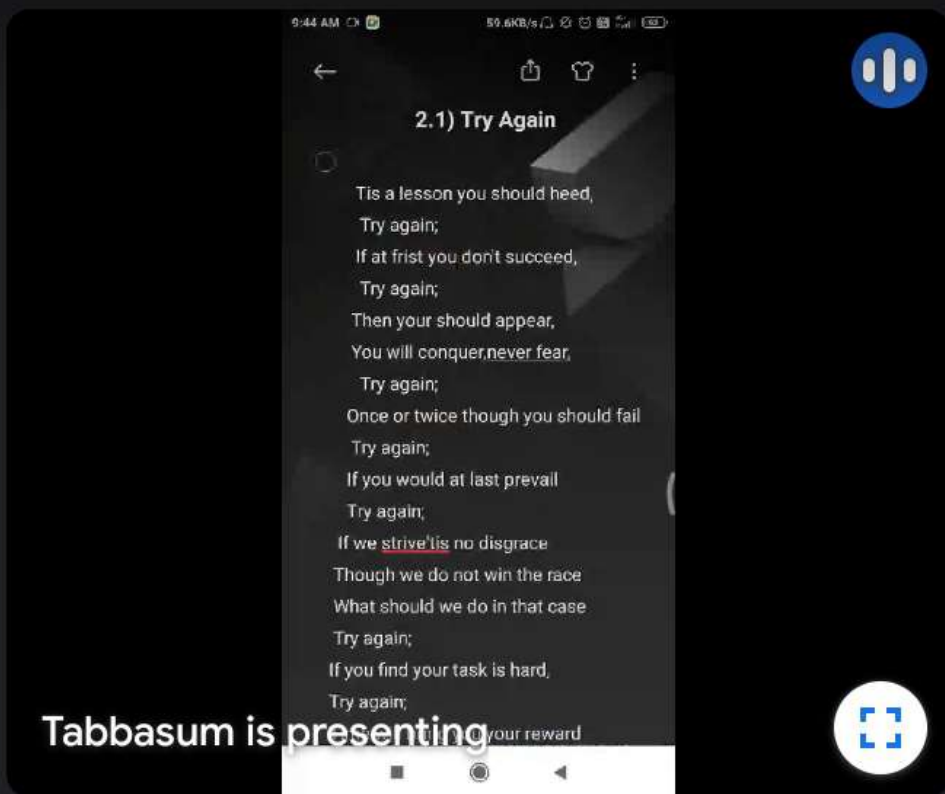 9:44 AM 59.6KB/s 63
2.1) Try Again
Tis a lesson you should heed,
Try again;
If at frist you don't succeed,
Try again;
Then your should appear,
You will conquer,never fear,
Try again;
Once or twice though you should fail
Try again;
If you would at last prevail
Try again;
If we strive'tis no disgrace
Though we do not win the race
What should we do in that case
Try again;
If you find your task is hard,
Try again;
your reward
Tabbasum is presenting